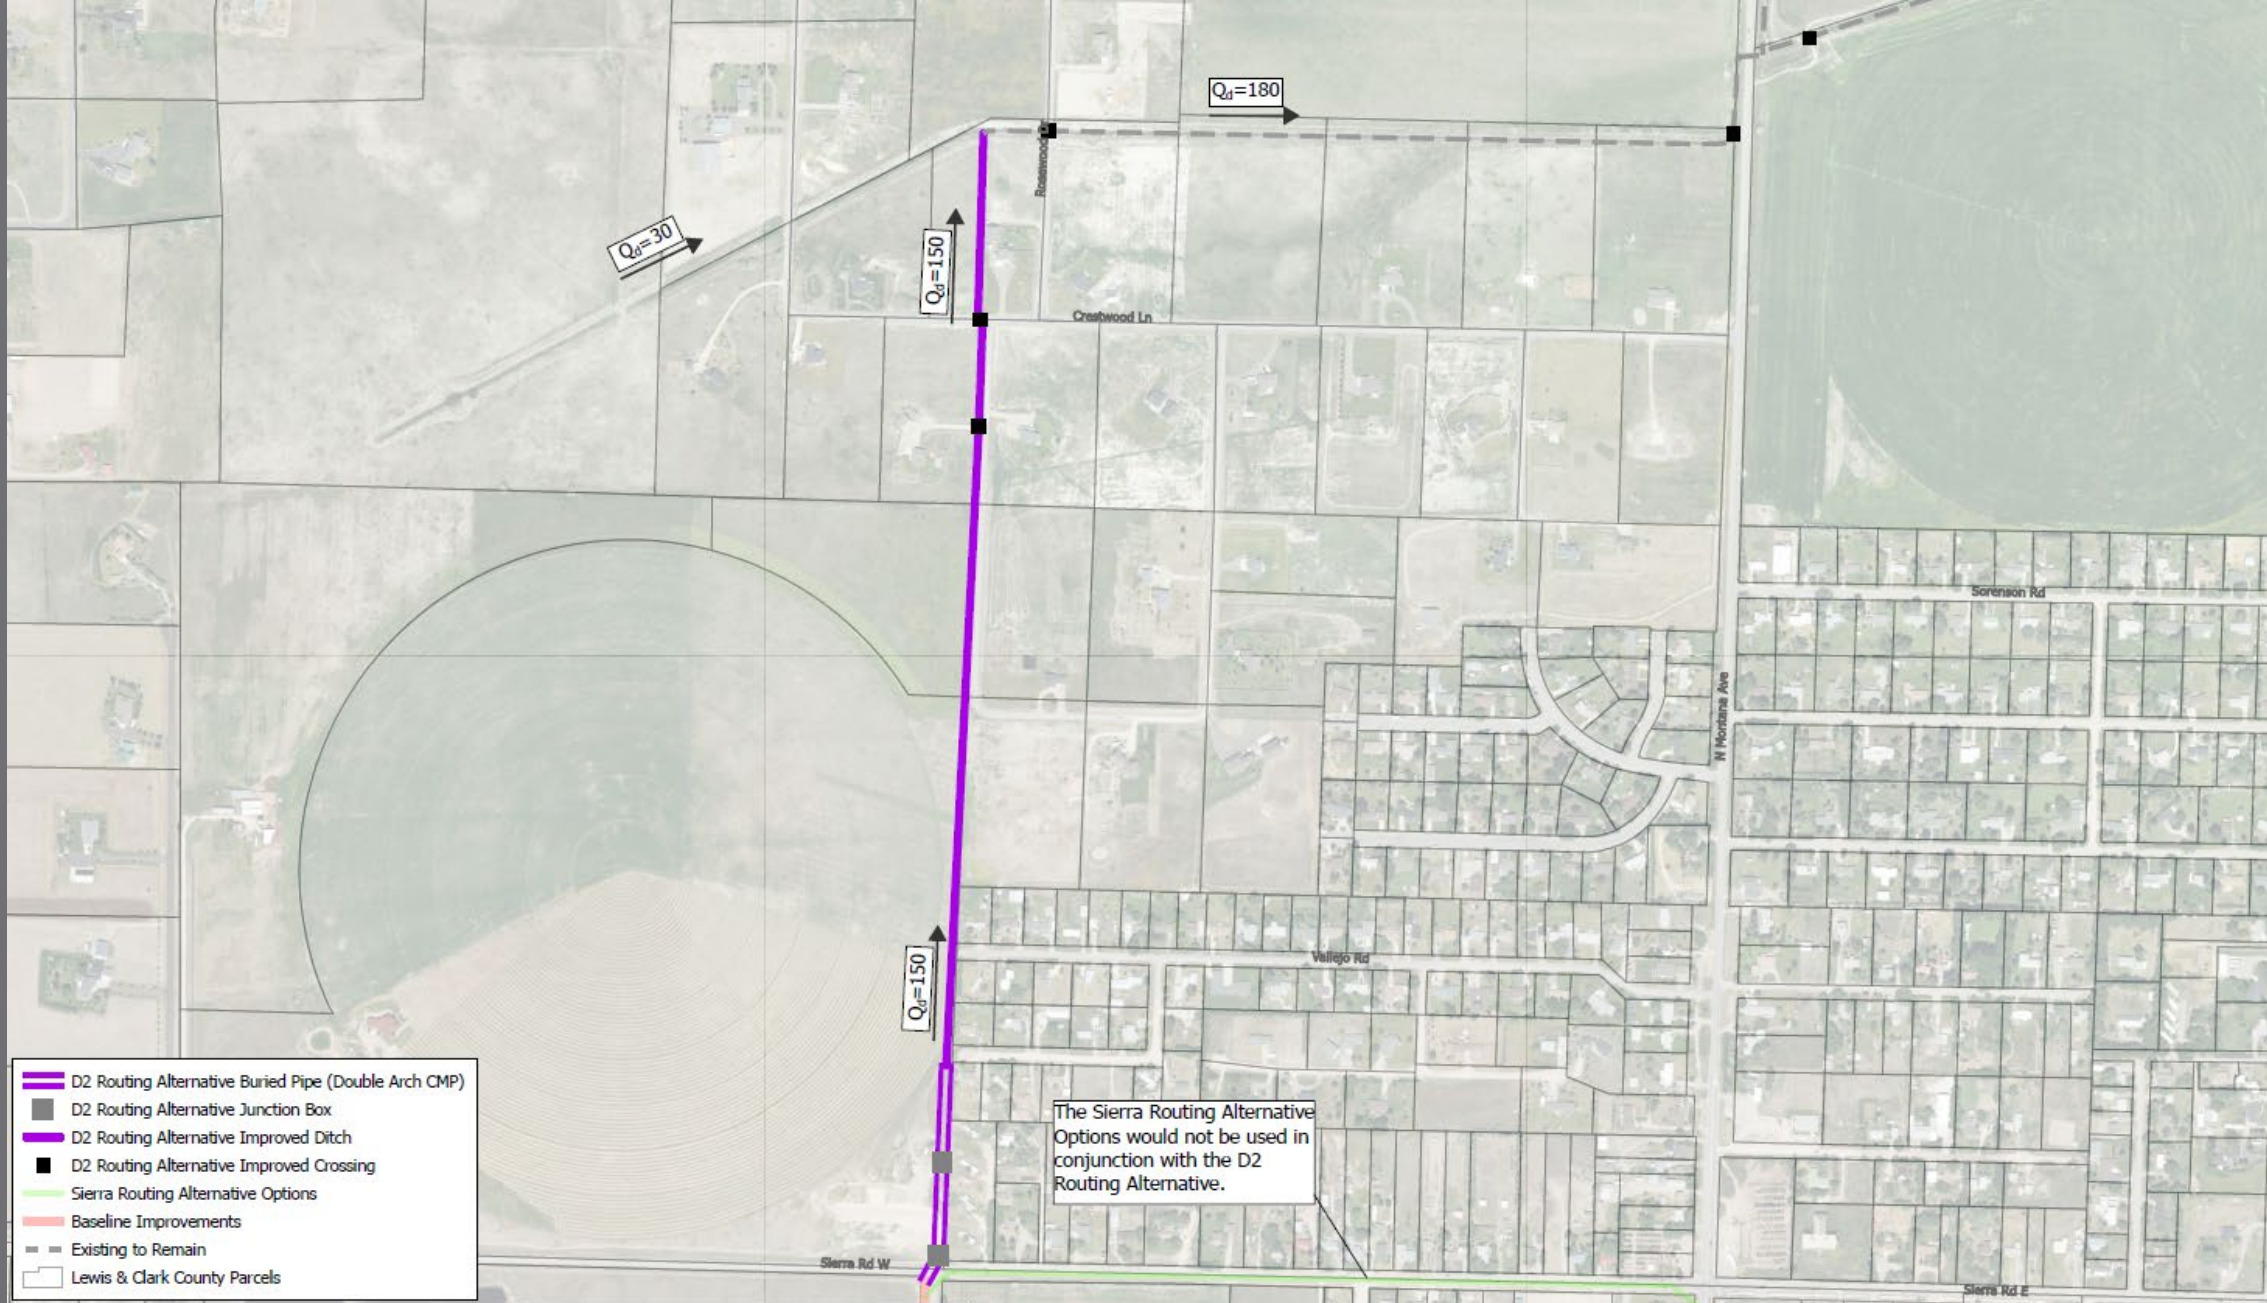 Qd=180
Rosewood Dr
Qd=30
Qd=150
Crestwood Ln
Sorenson Rd
N Montana Ave
Vallejo Rd
Qd=150
D2 Routing Alternative Buried Pipe (Double Arch CMP)
D2 Routing Alternative Junction Box
D2 Routing Alternative Improved Ditch
D2 Routing Alternative Improved Crossing
Sierra Routing Alternative Options
Baseline Improvements
Existing to Remain
Lewis & Clark County Parcels
The Sierra Routing Alternative
Options would not be used in
conjunction with the D2
Routing Alternative.
Sierra Rd W
Sierra Rd E